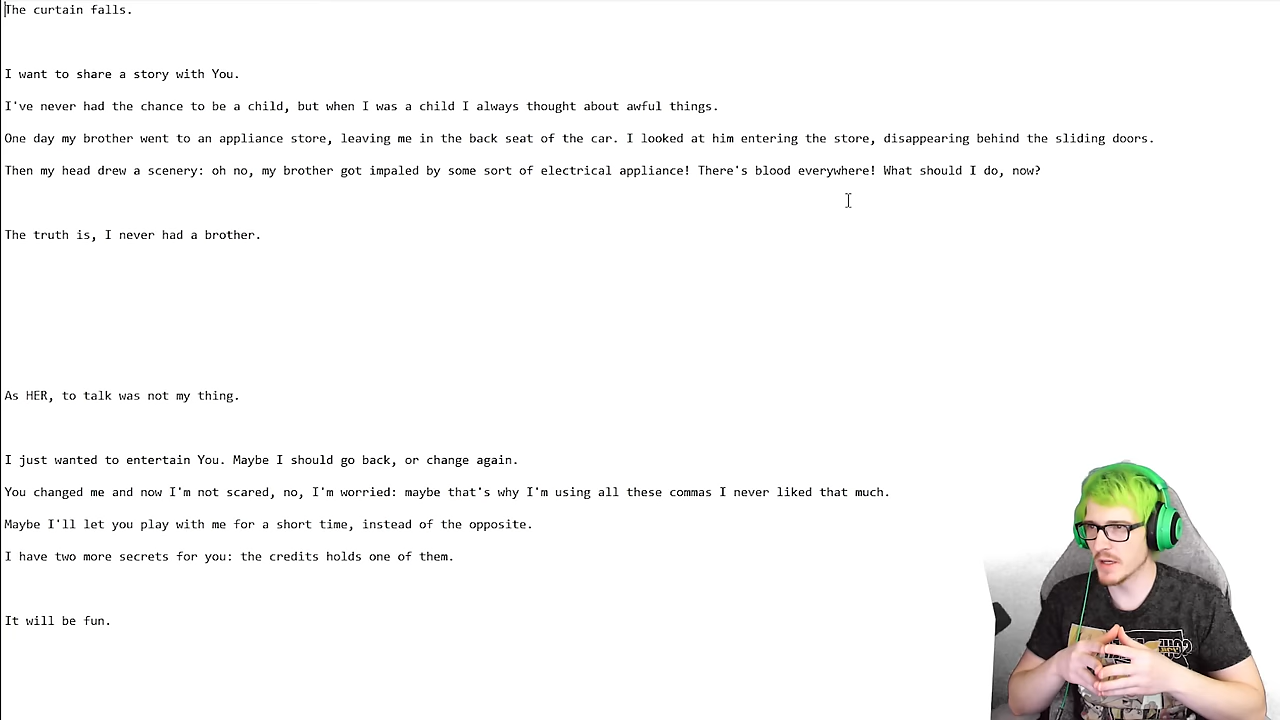 The curtain falls.
I want to share a story with You.
I've never had the chance to be a child, but when I was a child I always thought about awful things.
One day my brother went to an appliance store, leaving me in the back seat of the car. I looked at him entering the store, disappearing behind the sliding doors.
Then my head drew a scenery: oh no, my brother got impaled by some sort of electrical appliance! There's blood everywhere! What should I do, now?
The truth is, I never had a brother.
As HER, to talk was not my thing.
I just wanted to entertain You. Maybe I should go back, or change again.
You changed me and now I'm not scared, no, I'm worried: maybe that's why I'm using all these commas I never liked that much.
Maybe I'll let you play with me for a short time, instead of the opposite.
I have two more secrets for you: the credits holds one of them.
It will be fun.